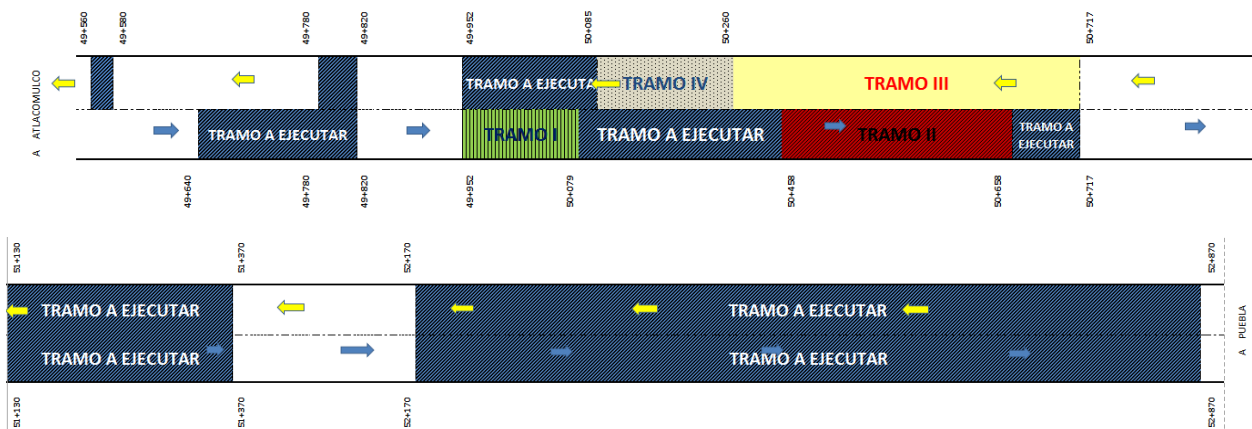 49+560
49+580
49+780
49+820
49+952
50+085
50+260
50+717
A ATLACOMULCO
TRAMO A EJECUTA
TRAMO IV
TRAMO III
TRAMO A EJECUTAR
TRAMO I
TRAMO A EJECUTAR
TRAMO II
TRAMO A
EJECUTAR
49+640
49+780
49+820
49+952
50+079
50+458
50+658
50+717
51+130
51+370
52+170
52+870
TRAMO A EJECUTAR
TRAMO A EJECUTAR
TRAMO A EJECUTAR
TRAMO A EJECUTAR
A PUEBLA
51+130
51+370
52+170
52+870